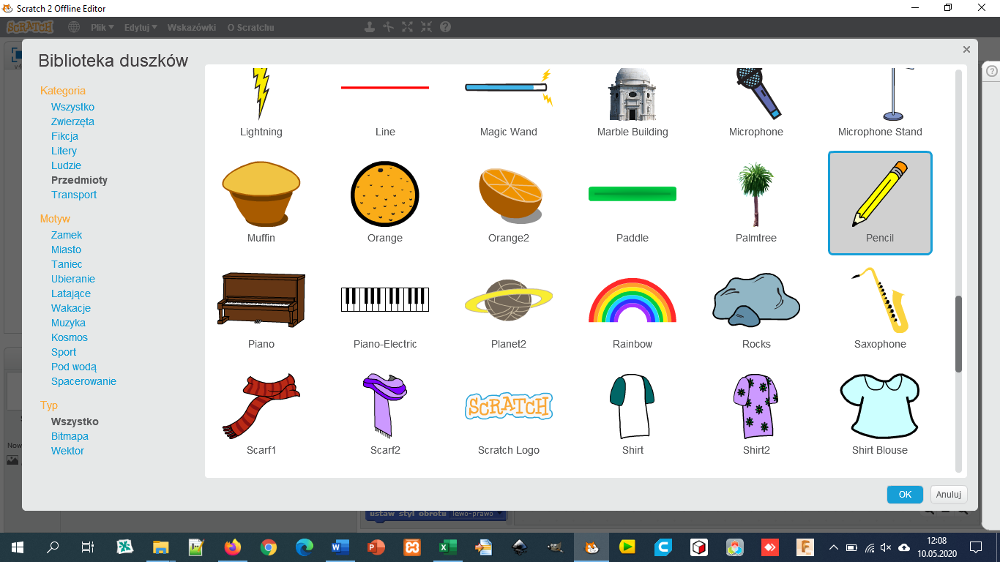 Scratch 2 Offline Editor
SCRATCH Plik Edytuj Wskazówki O Scratchu
Biblioteka duszków
Kategoria
Wszystko
Zwierzęta
Fikcja
Litery
Ludzie
Przedmioty
Transport
Motyw
Zamek
Miasto
Taniec
Ubieranie
Latające
Wakacje
Muzyka
Kosmos
Sport
Pod wodą
Spacerowanie
Typ
Wszystko
Bitmapa
Wektor
Lightning Line Magic Wand Marble Building Microphone Microphone Stand
Muffin Orange Orange2 Paddle Palmtree Pencil
Piano Piano-Electric Planet2 Rainbow Rocks Saxophone
SCRATCH
Scarf1 Scarf2 Scratch Logo Shirt Shirt2 Shirt Blouse
OK Anuluj
Now
ustaw styl obrotu lewo-prawo
12:08
10.05.2020